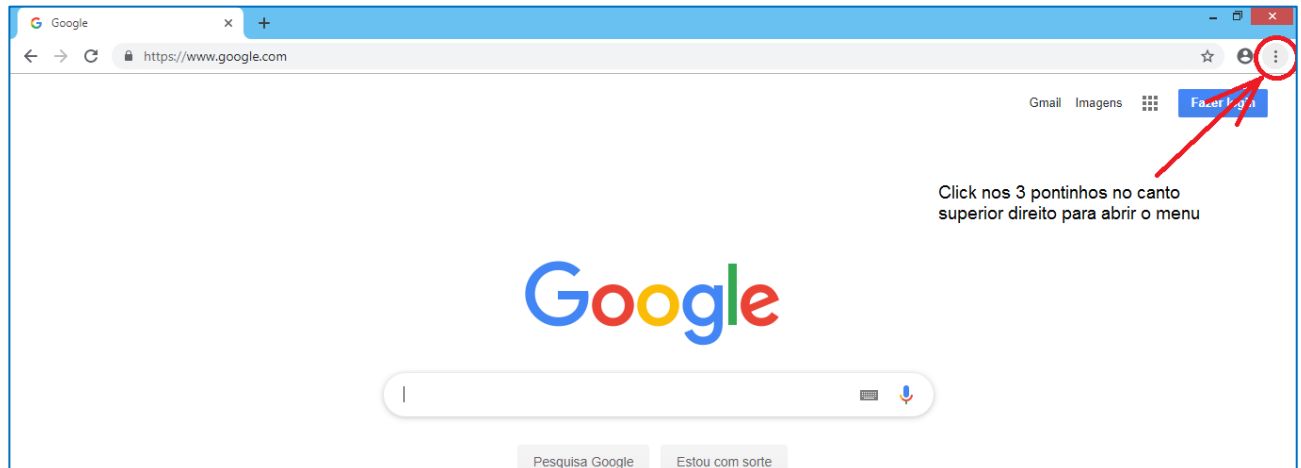 Google
https://www.google.com
Gmail Imagens Fazer login
Click nos 3 pontinhos no canto
superior direito para abrir o menu
Google
Pesquisa Google Estou com sorte